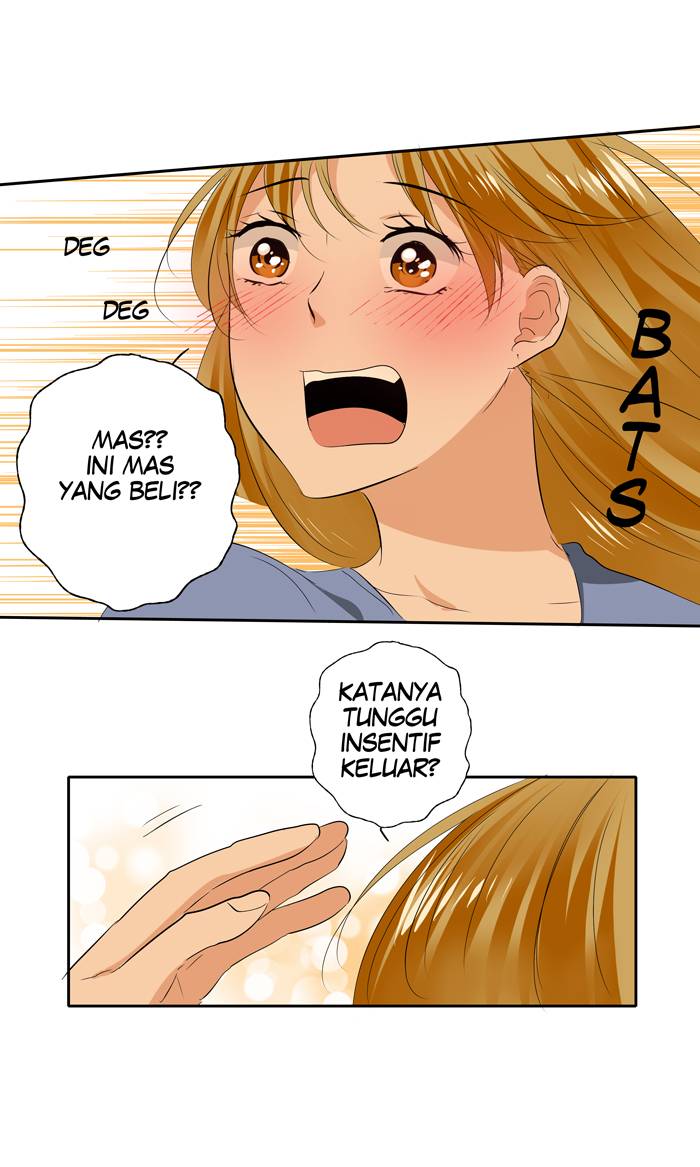 DEG
DEG
MAS??
INI MAS
YANG BELI??
BATS
KATANYA
TUNGGU
INSENTIF
KELUAR?